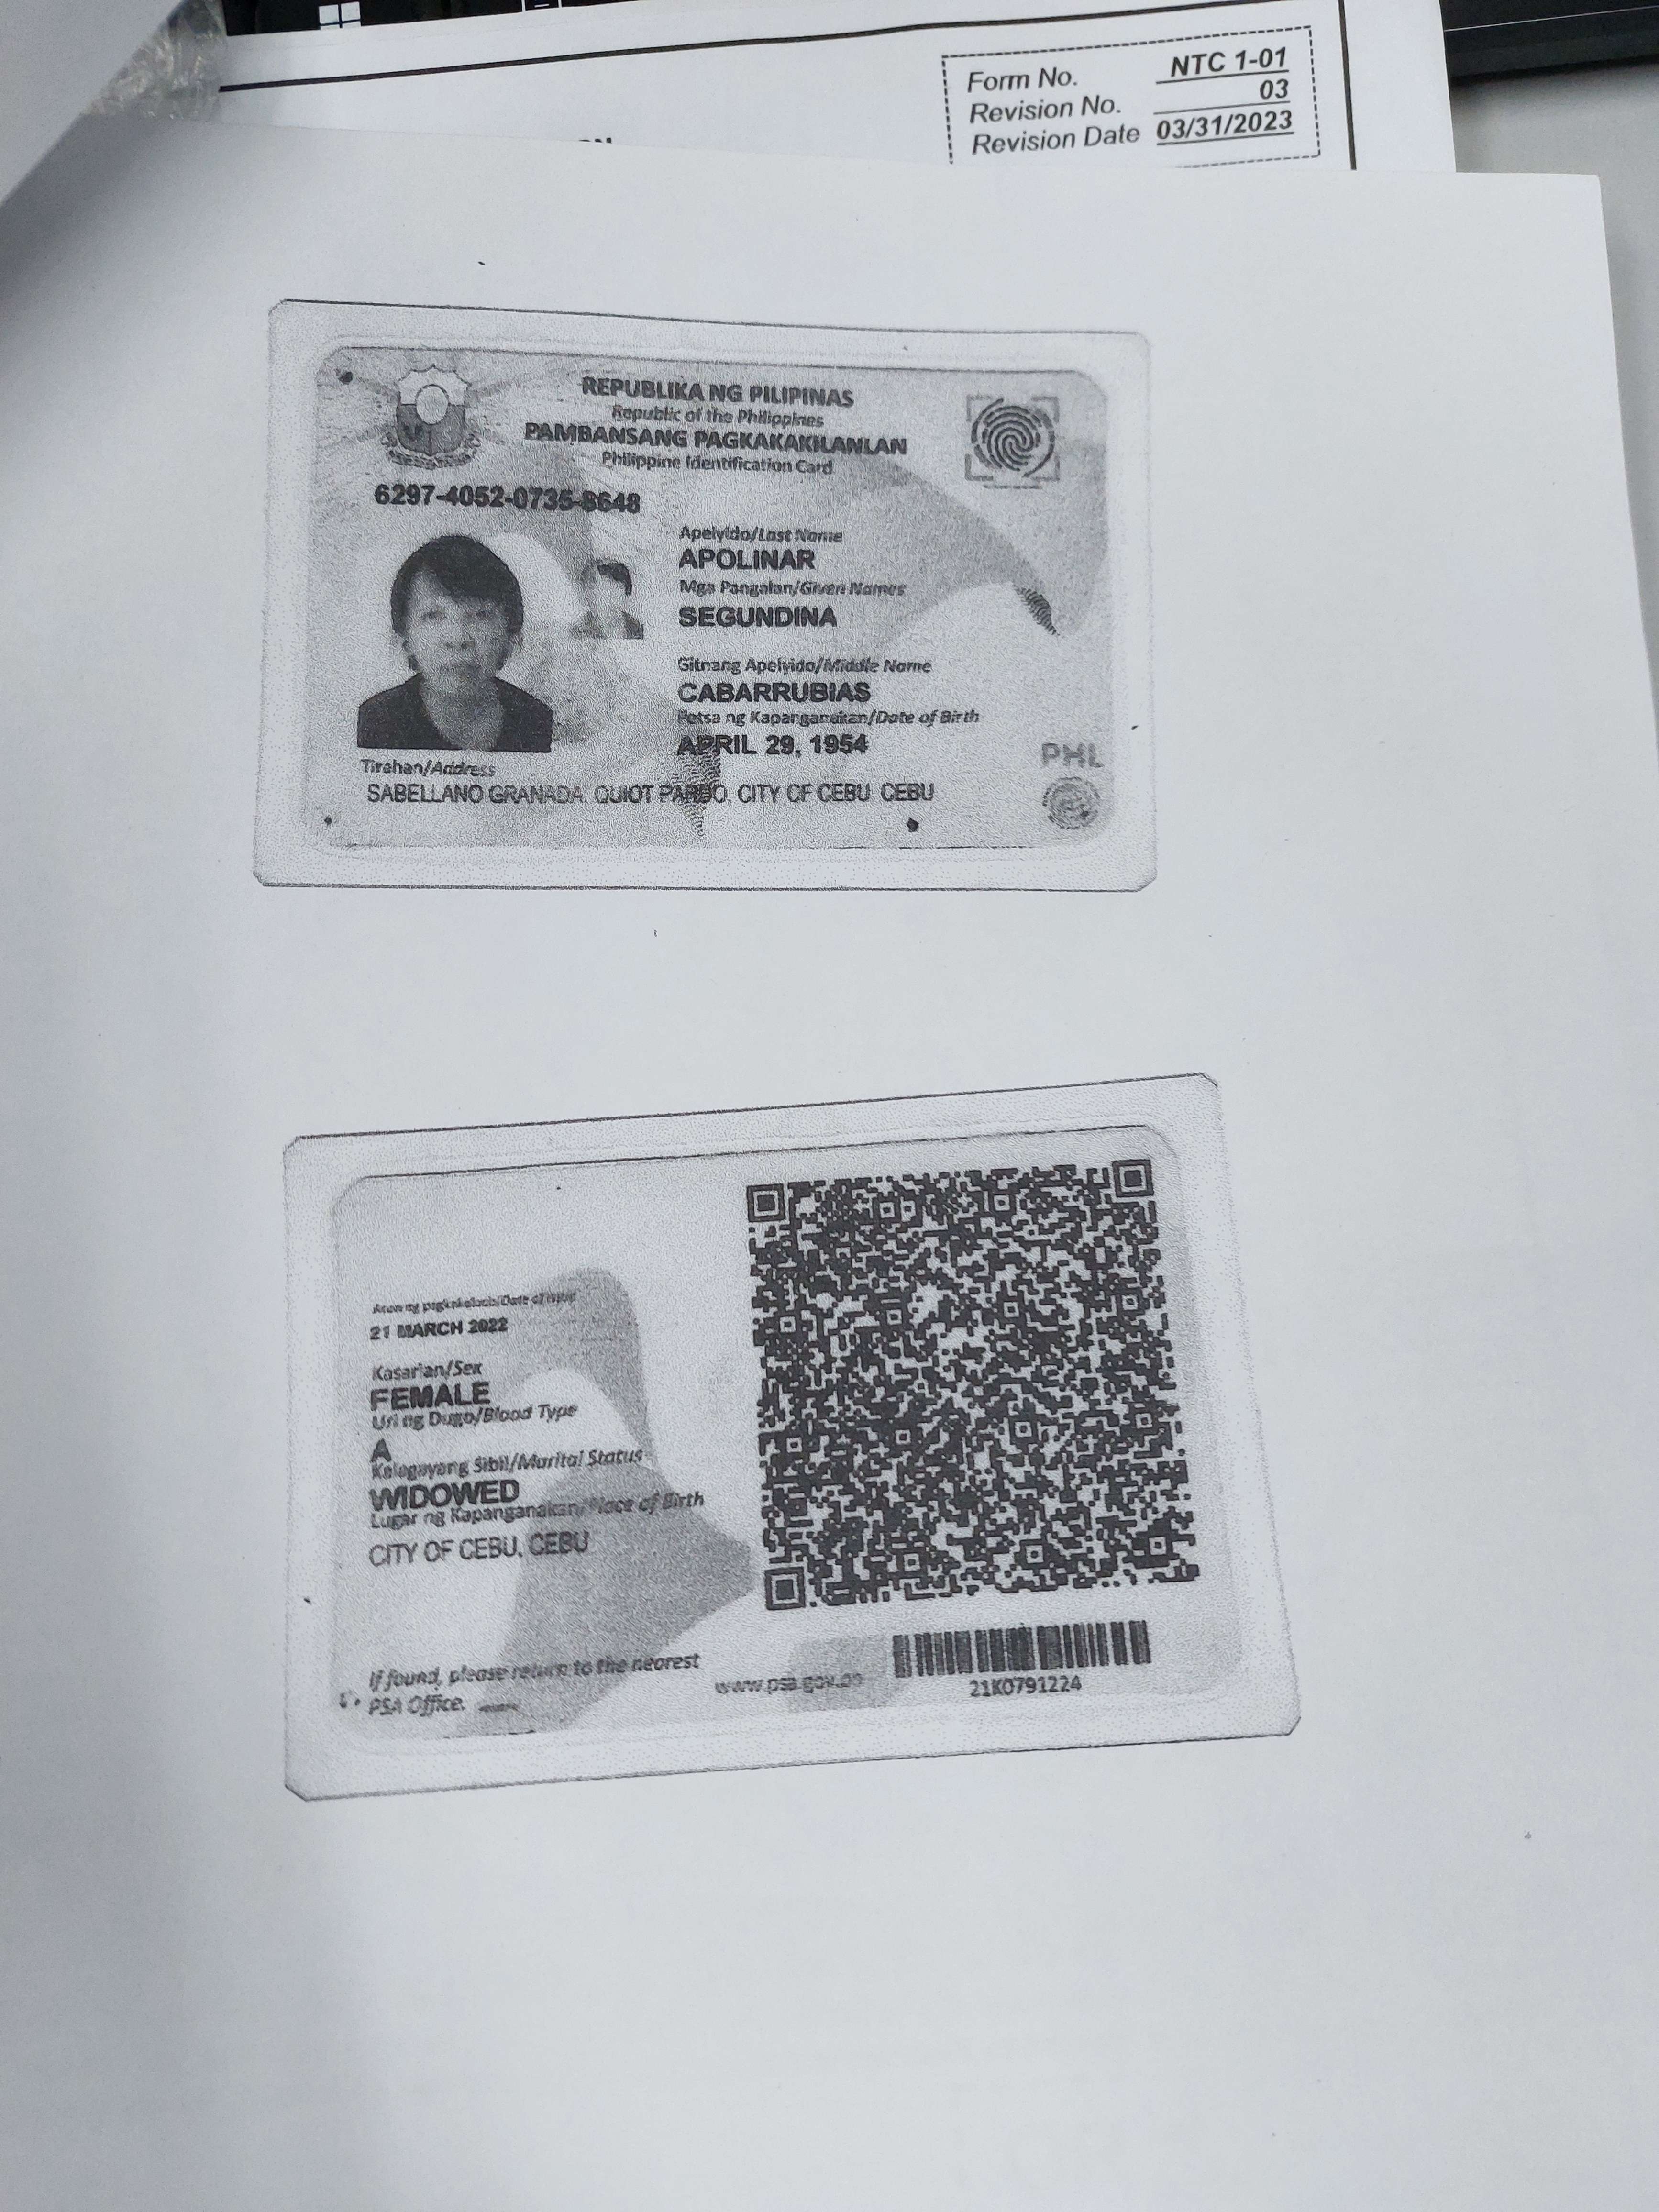 Form No. NTC 1-01
Revision No. 03
Revision Date 03/31/2023
REPUBLIKA NG PILIPINAS
Republic of the Philippines
PAMBANSANG PAGKAKAKILANLAN
Philippine Identification Card
6297-4052-0735-8648
Apelyido/Last Name
APOLINAR
Mga Pangalan/Given Names
SEGUNDINA
Gitnang Apelyido/Middle Name
CABARRUBIAS
Petsa ng Kapanganakan/Date of Birth
APRIL 29, 1954
PHL
Tirahan/Address
SABELLANO GRANADA, QUIOT PARDO, CITY OF CEBU CEBU
Araw ng pagkakaloob/Date of issue
21 MARCH 2022
Kasarian/Sex
FEMALE
Uri ng Dugo/Blood Type
A
Kalagayang Sibil/Marital Status
WIDOWED
Lugar ng Kapanganakan/Place of Birth
CITY OF CEBU, CEBU
If found, please return to the nearest
PSA Office.
www.psa.gov.ph
21K0791224